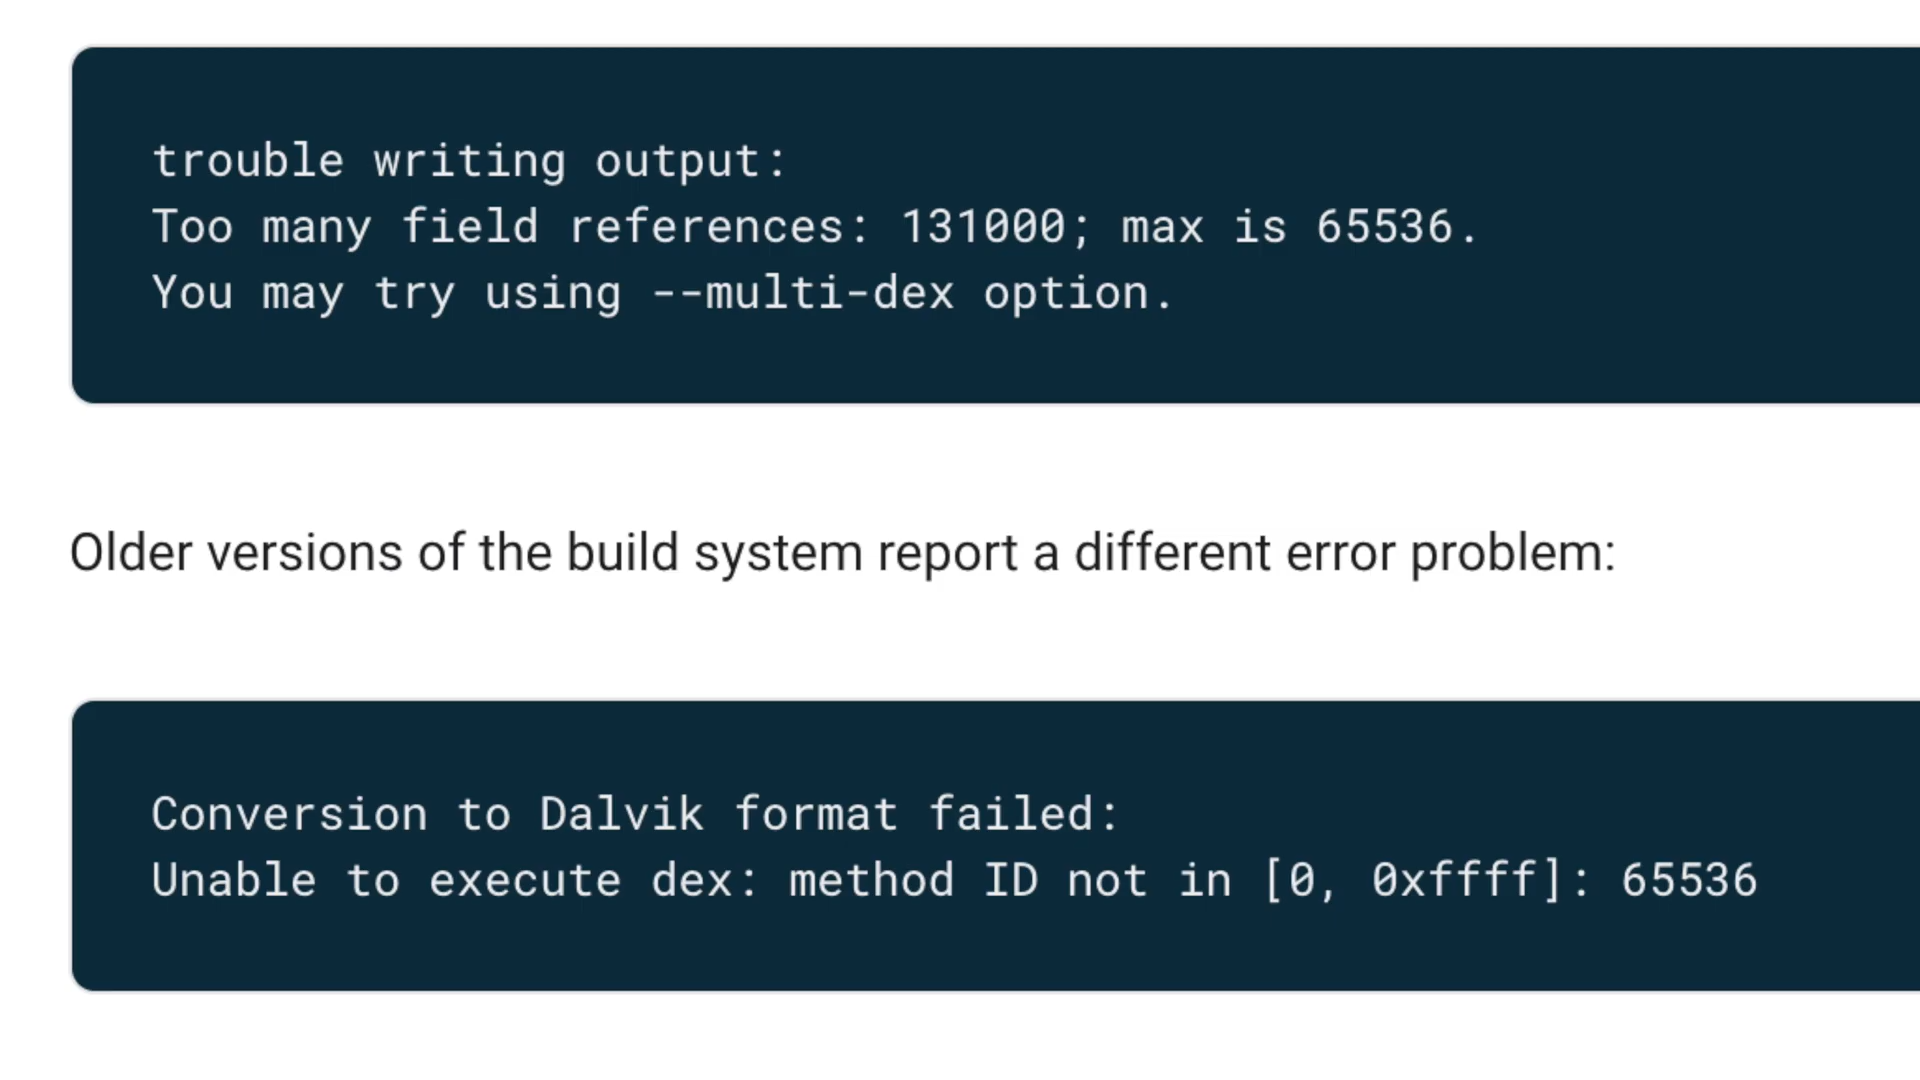 trouble writing output:
Too many field references: 131000; max is 65536.
You may try using --multi-dex option.
Older versions of the build system report a different error problem:
Conversion to Dalvik format failed:
Unable to execute dex: method ID not in [0, 0xffff]: 65536